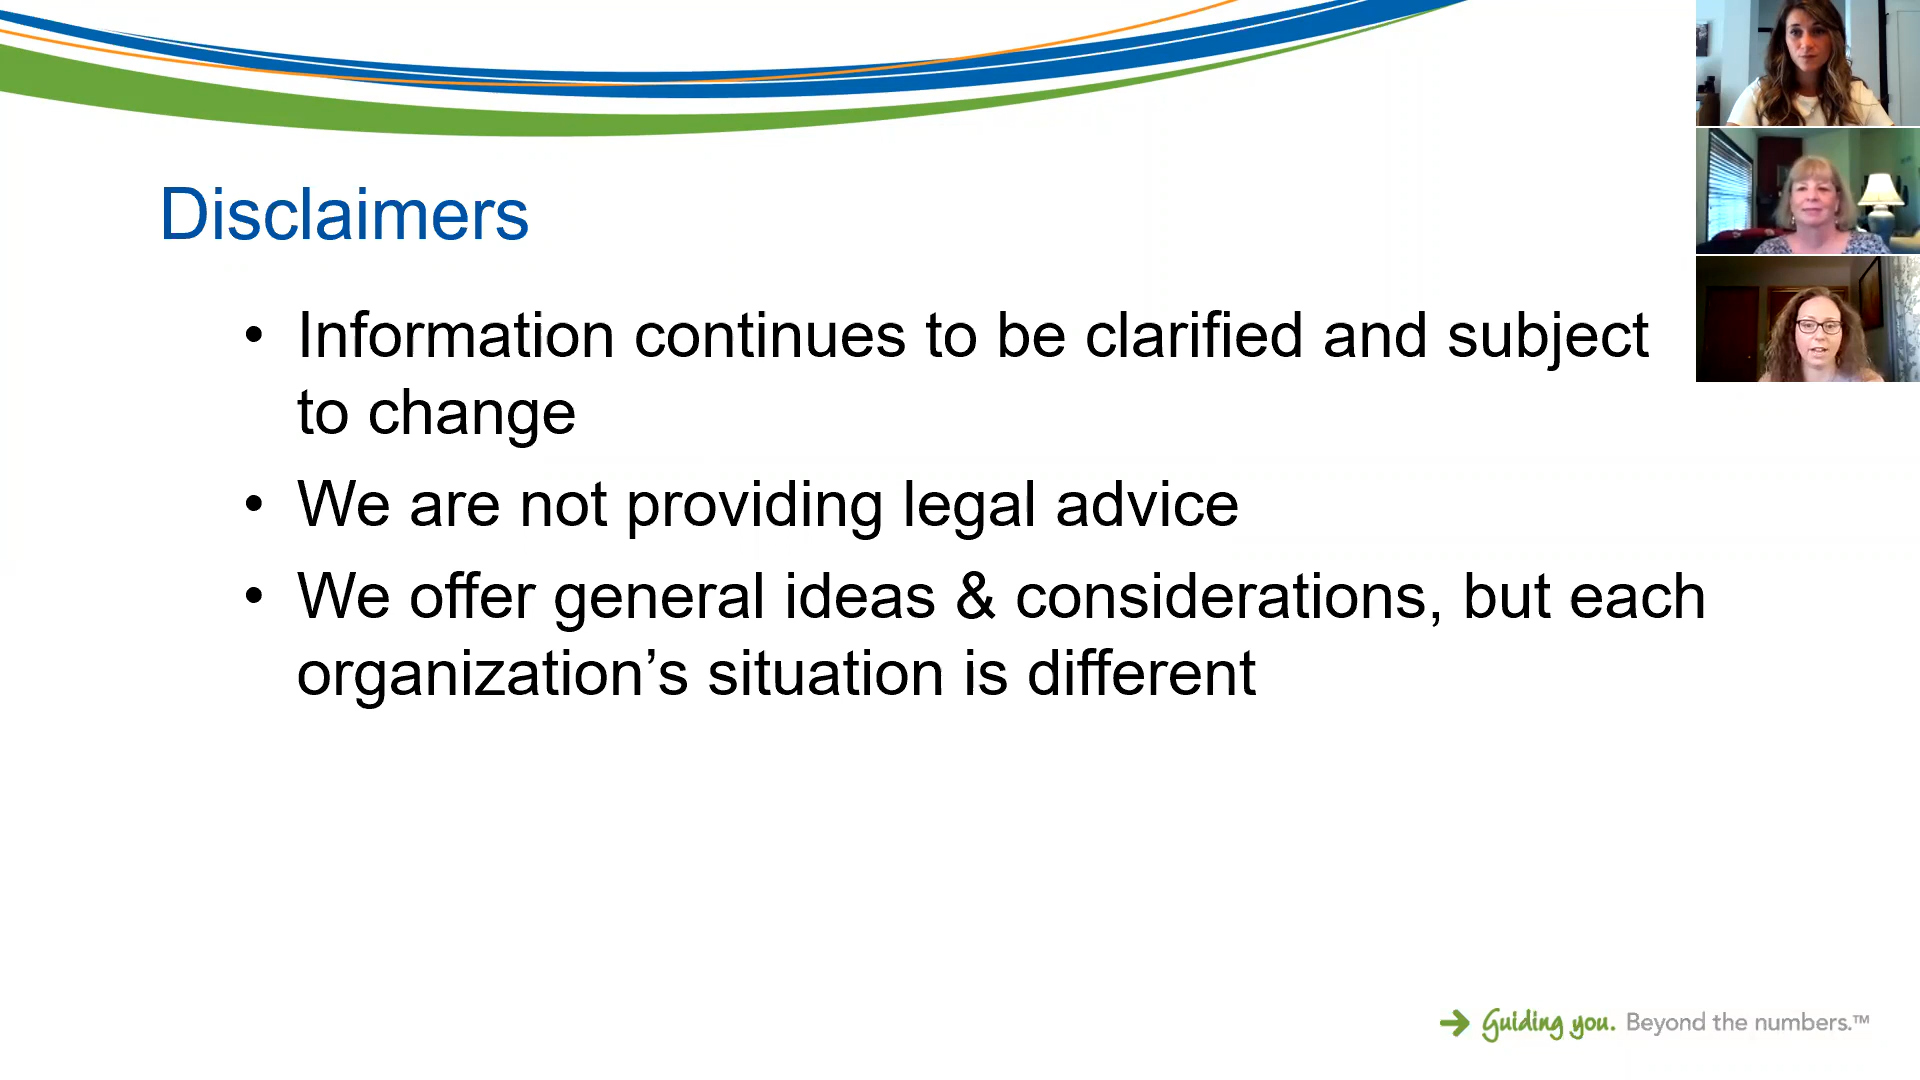 Disclaimers
• Information continues to be clarified and subject
to change
• We are not providing legal advice
• We offer general ideas & considerations, but each
organization’s situation is different
Guiding you. Beyond the numbers.™